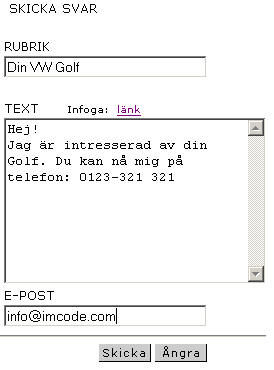 SKICKA SVAR
RUBRIK
Din VW Golf
TEXT Infoga: länk
Hej!
Jag är intresserad av din
Golf. Du kan nå mig på
telefon: 0123-321 321
E-POST
info@imcode.com
Skicka Ångra